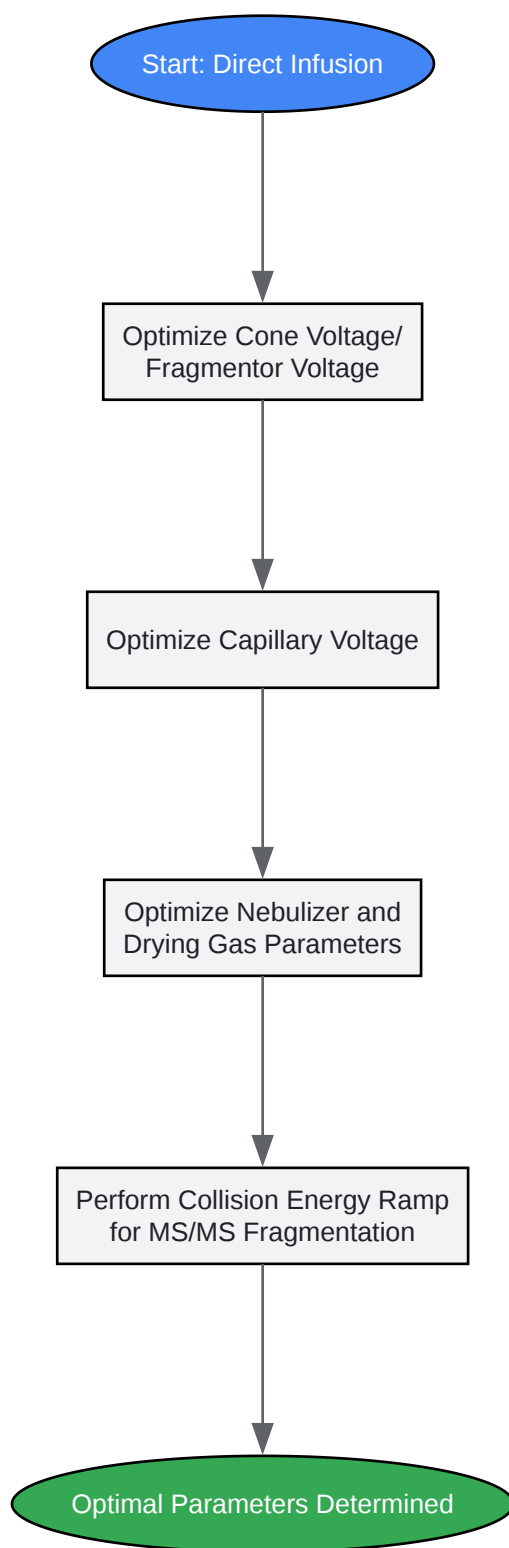 Start: Direct Infusion
Optimize Cone Voltage/
Fragmentor Voltage
Optimize Capillary Voltage
Optimize Nebulizer and
Drying Gas Parameters
Perform Collision Energy Ramp
for MS/MS Fragmentation
Optimal Parameters Determined